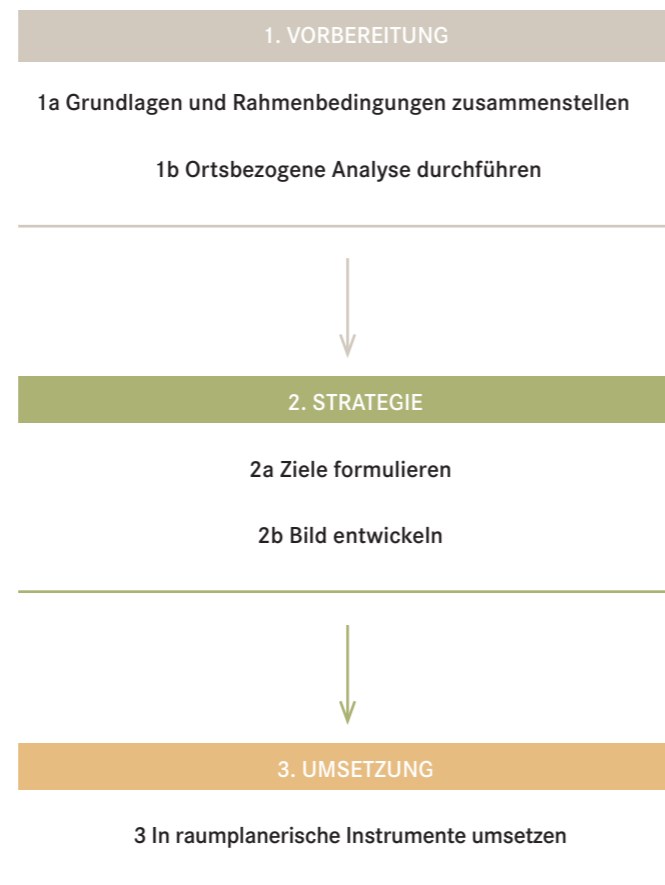 1. VORBEREITUNG
1a Grundlagen und Rahmenbedingungen zusammenstellen
1b Ortsbezogene Analyse durchführen
2. STRATEGIE
2a Ziele formulieren
2b Bild entwickeln
3. UMSETZUNG
3 In raumplanerische Instrumente umsetzen